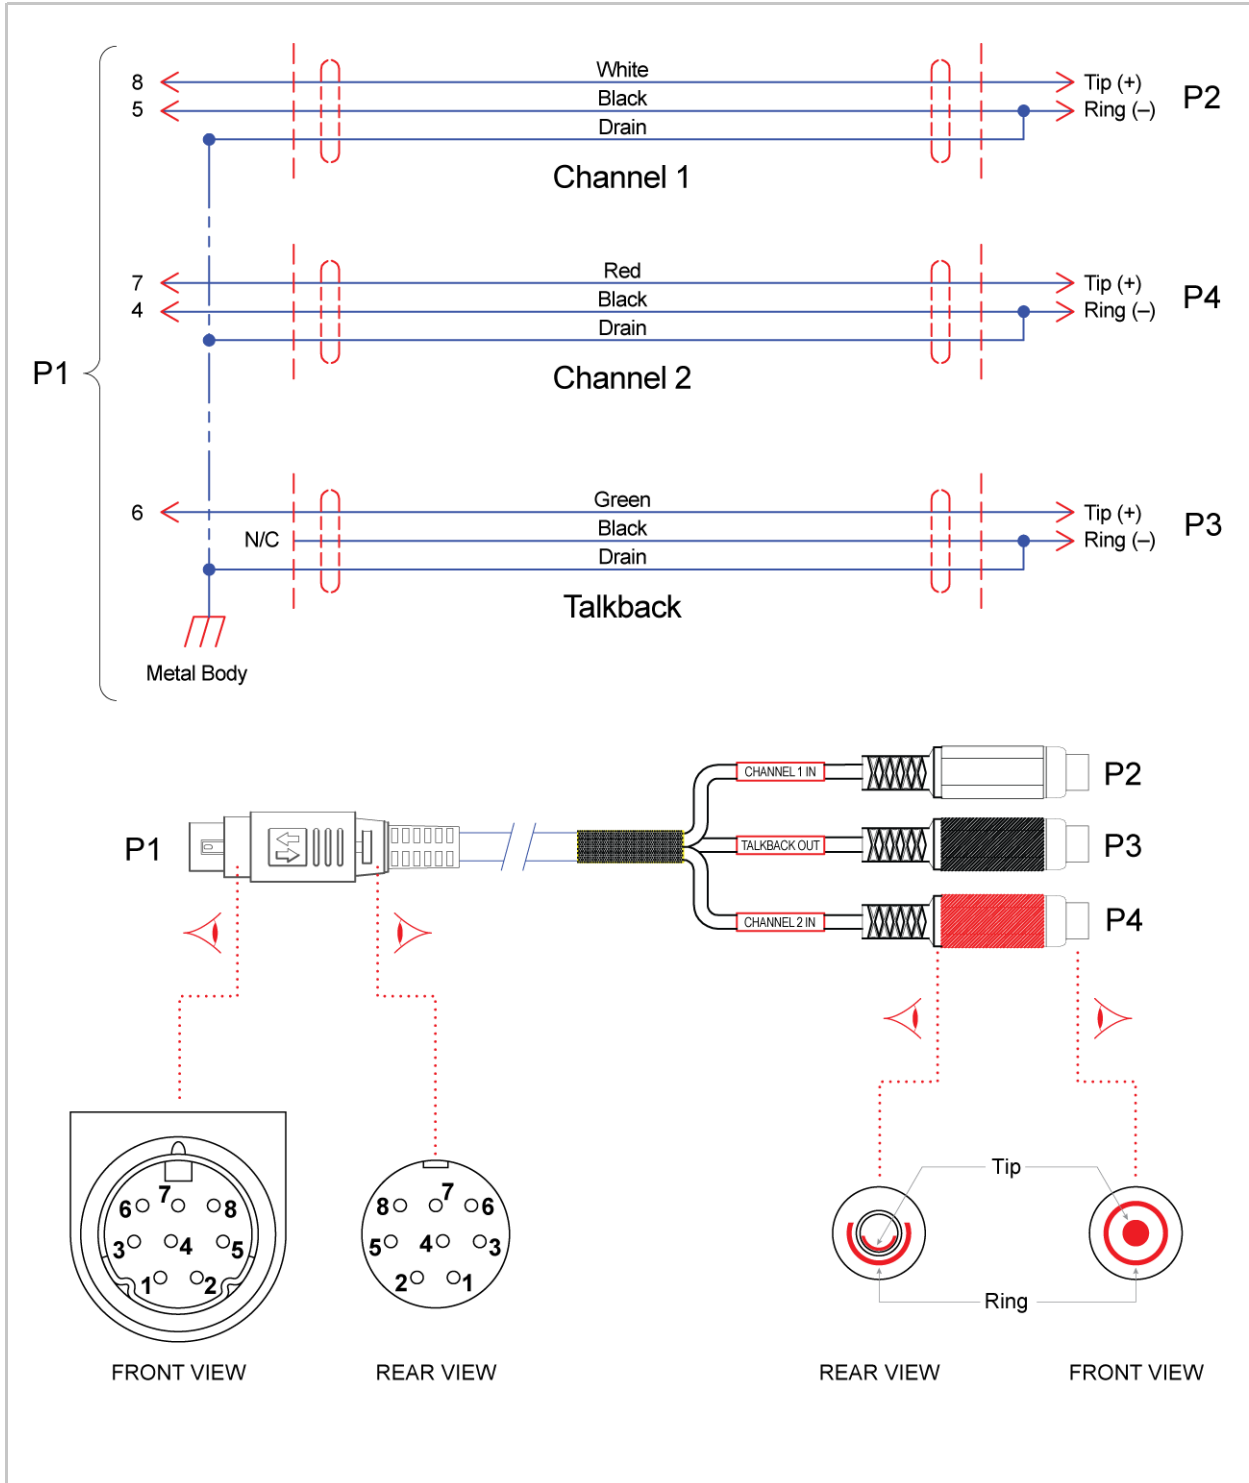 8 White Tip (+) P2
5 Black Ring (–)
Drain
Channel 1
7 Red Tip (+) P4
4 Black Ring (–)
Drain
Channel 2
P1
6 Green Tip (+) P3
N/C Black Ring (–)
Drain
Talkback
Metal Body
CHANNEL 1 IN P2
P1 TALKBACK OUT P3
CHANNEL 2 IN P4
Tip
7
6 8
3 4 5
1 2
7
8 6
5 4 3
2 1
Ring
FRONT VIEW REAR VIEW REAR VIEW FRONT VIEW